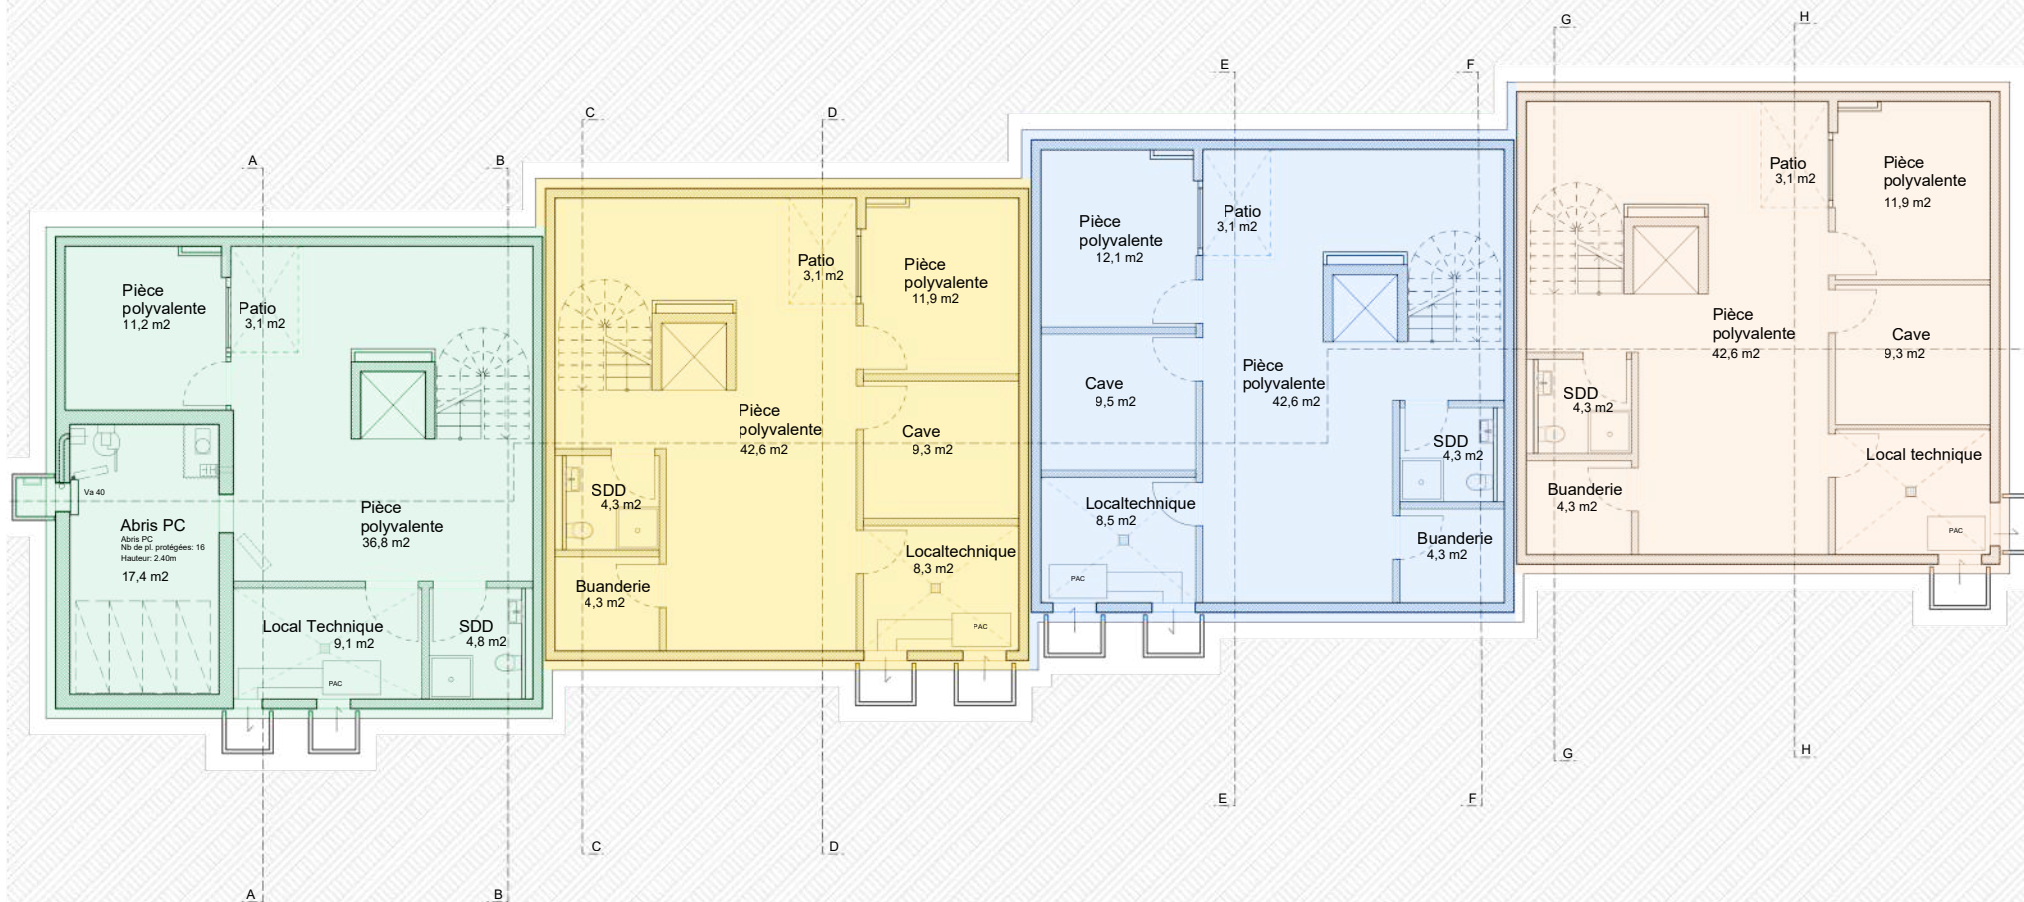 G
H
E
F
C
D
A
B
Pièce
polyvalente
11,2 m2
Patio
3,1 m2
Va 40
Abris PC
Abris PC
Nb de pl. protégées: 16
Hauteur: 2.40m
17,4 m2
Pièce
polyvalente
36,8 m2
Local Technique
9,1 m2
PAC
SDD
4,8 m2
Patio
3,1 m2
Pièce
polyvalente
11,9 m2
Pièce
polyvalente
42,6 m2
Cave
9,3 m2
SDD
4,3 m2
Buanderie
4,3 m2
Localtechnique
8,3 m2
PAC
Pièce
polyvalente
12,1 m2
Patio
3,1 m2
Cave
9,5 m2
Pièce
polyvalente
42,6 m2
Localtechnique
8,5 m2
PAC
SDD
4,3 m2
Buanderie
4,3 m2
Patio
3,1 m2
Pièce
polyvalente
11,9 m2
Pièce
polyvalente
42,6 m2
Cave
9,3 m2
SDD
4,3 m2
Buanderie
4,3 m2
Local technique
PAC
G
H
E
F
C
D
A
B